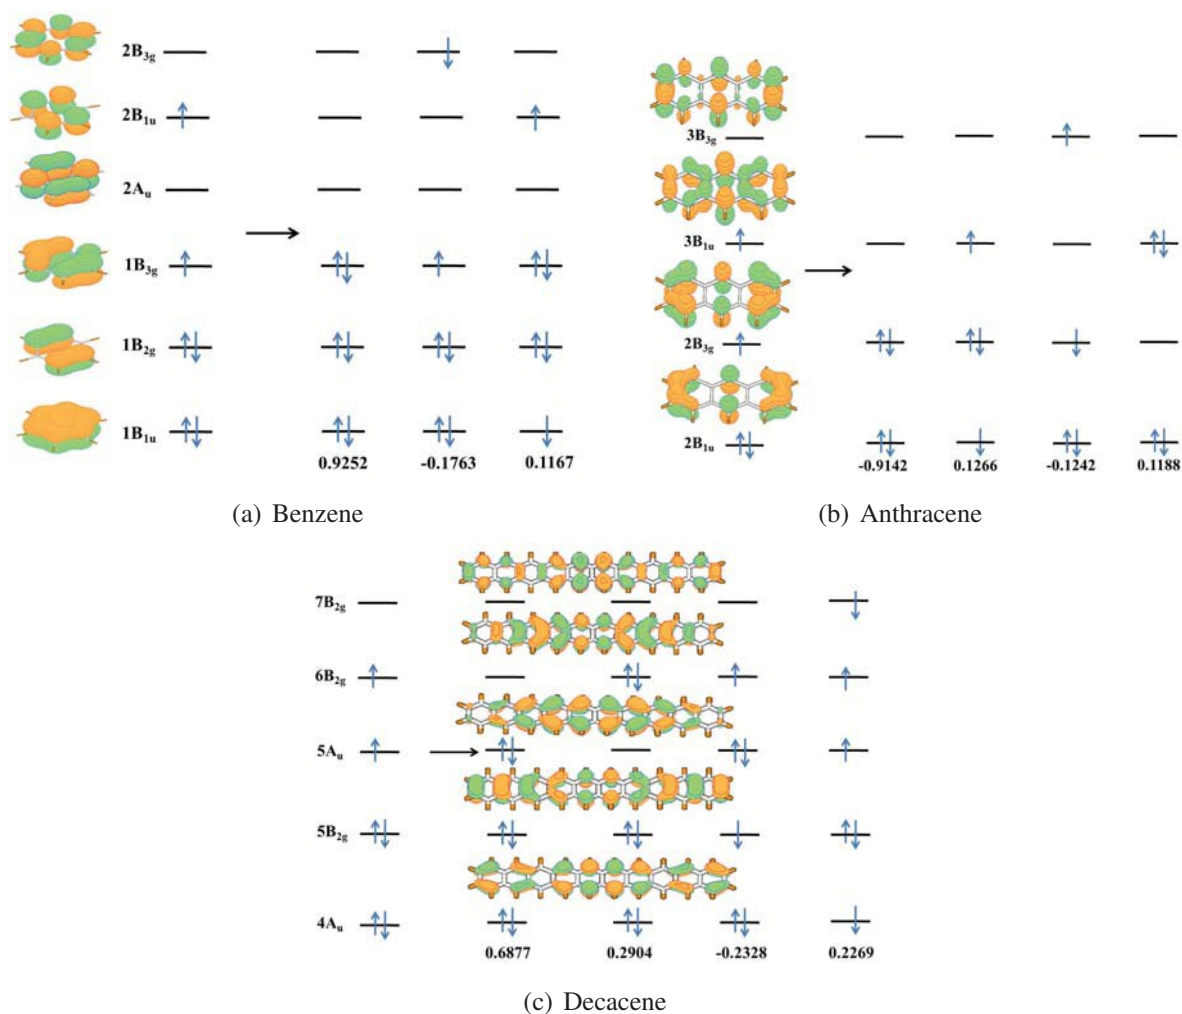 2B3g
2B1u
2Au
1B3g
1B2g
1B1u
0.9252 -0.1763 0.1167
(a) Benzene
3B3g
3B1u
2B3g
2B1u
-0.9142 0.1266 -0.1242 0.1188
(b) Anthracene
7B2g
6B2g
5Au
5B2g
4Au
0.6877 0.2904 -0.2328 0.2269
(c) Decacene